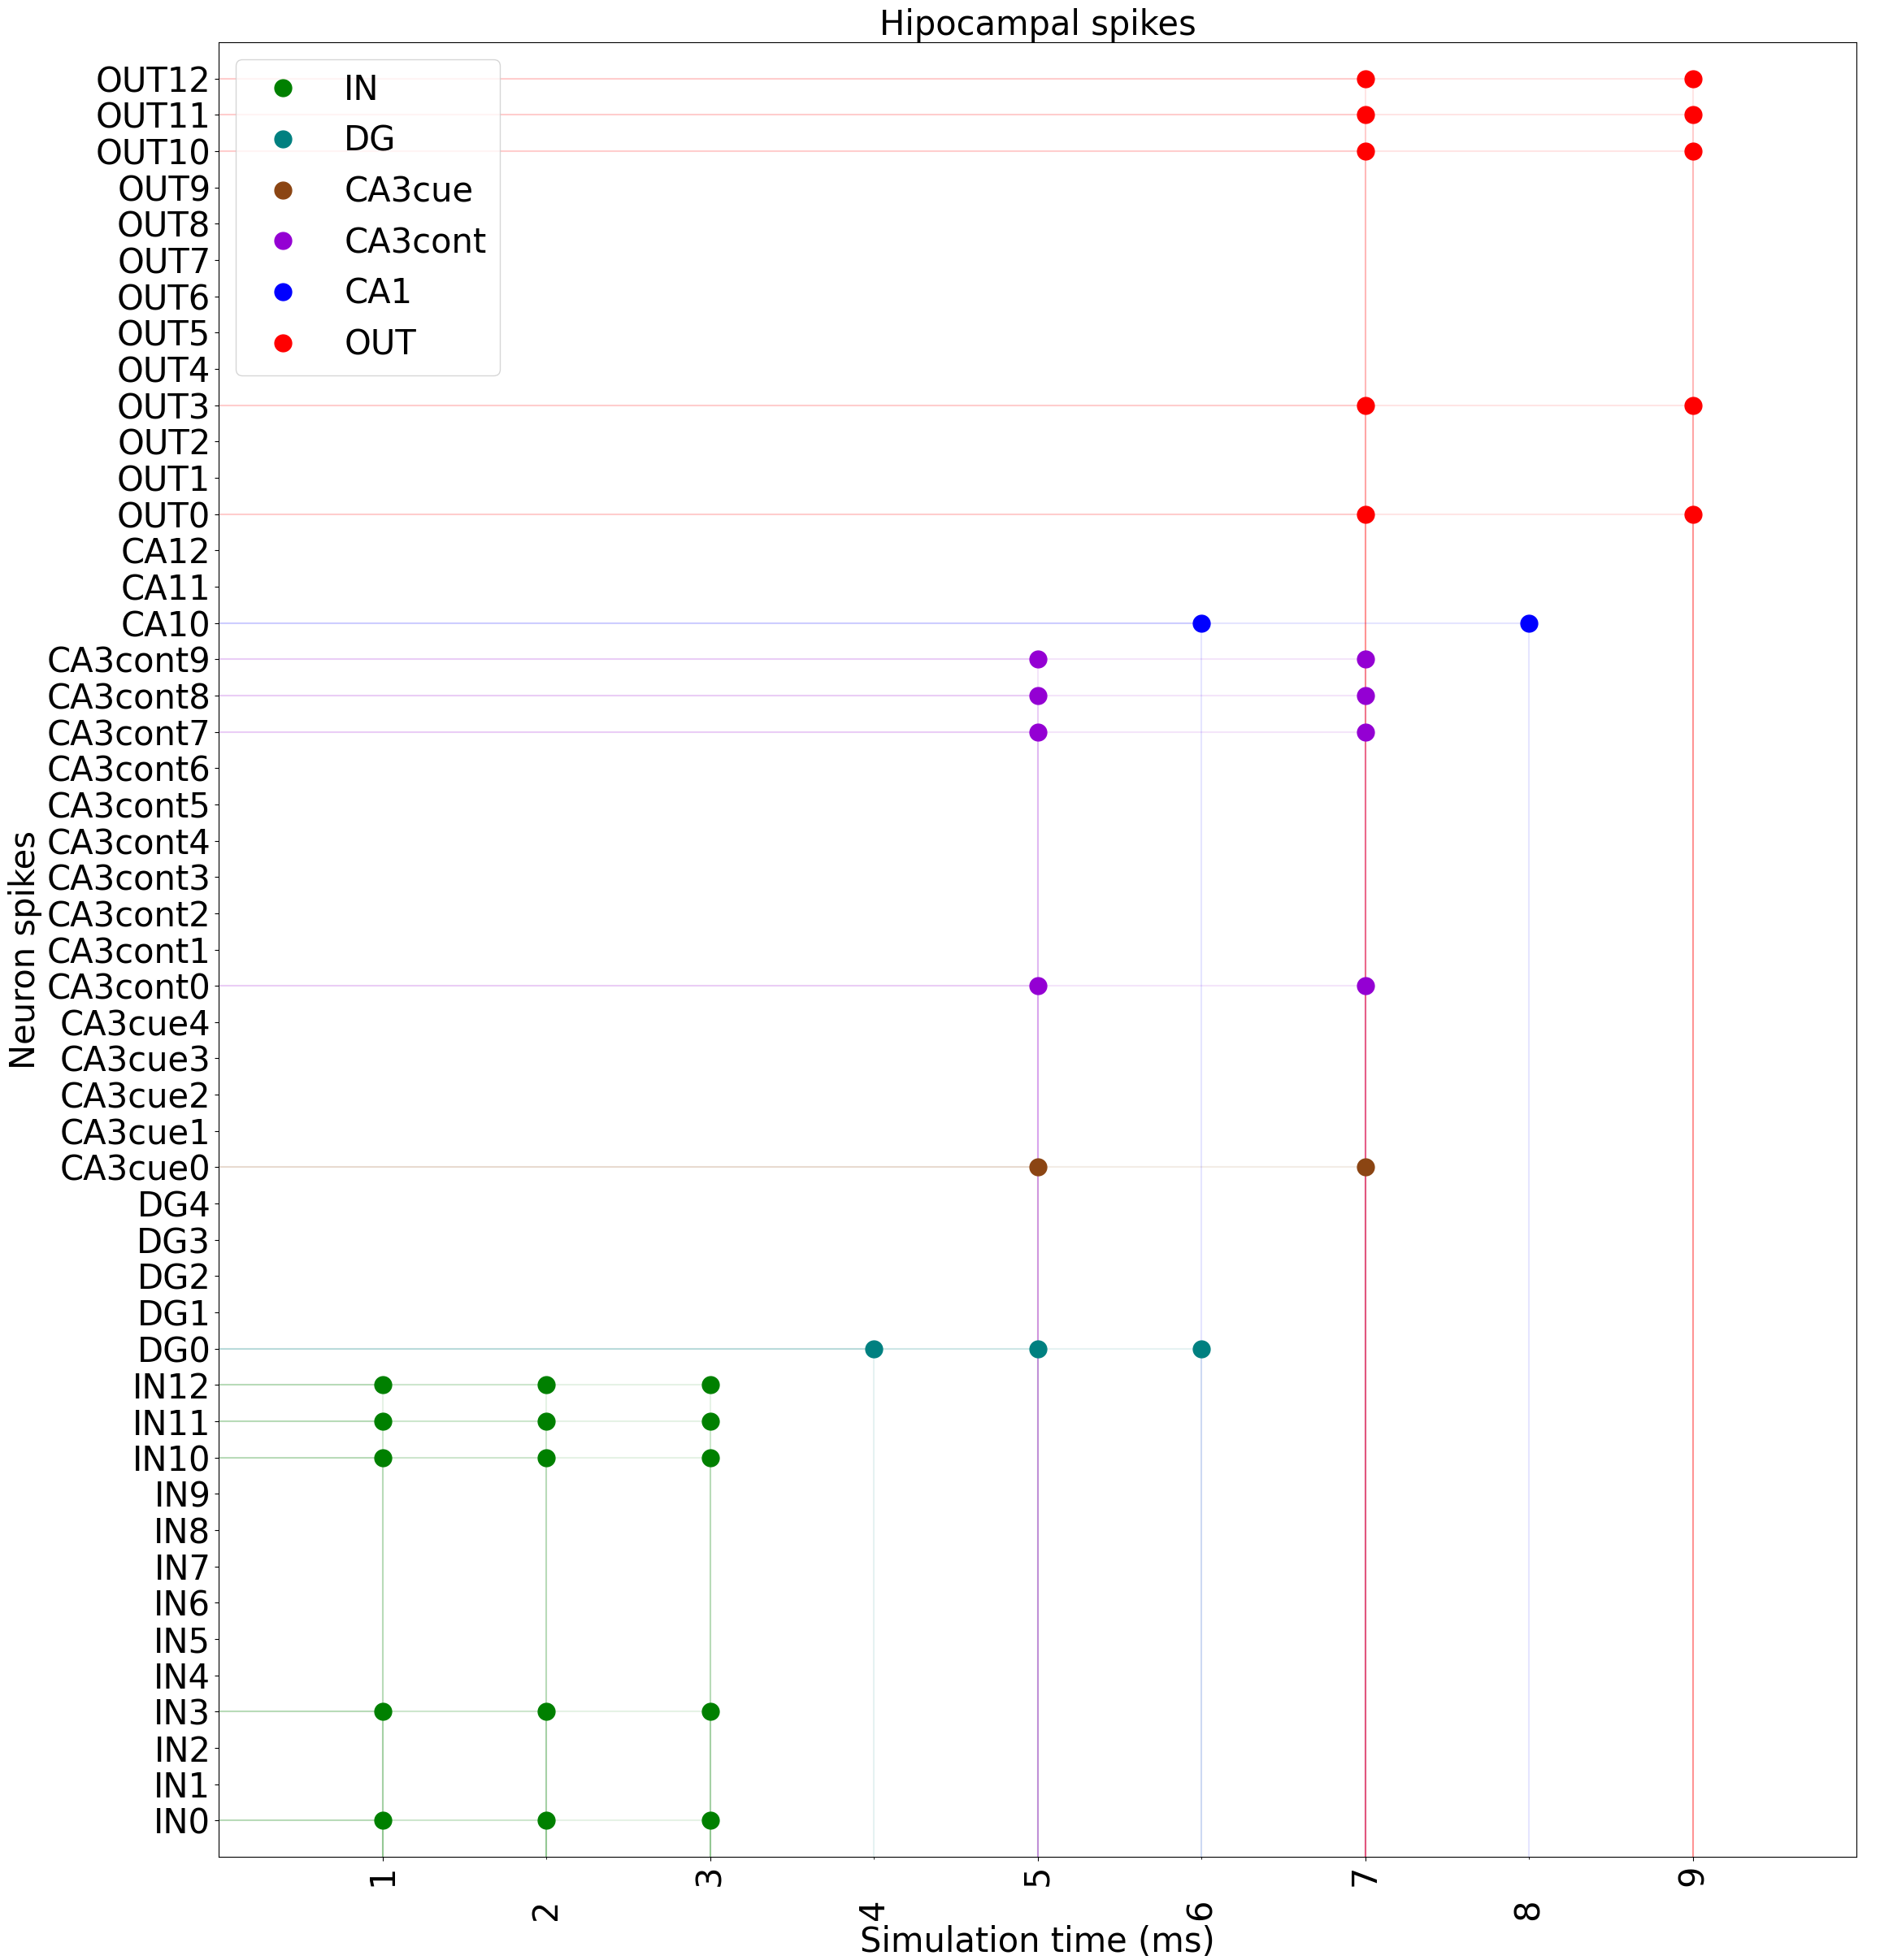 Hipocampal spikes
IN
DG
CA3cue
CA3cont
CA1
OUT
Neuron spikes
OUT12
OUT11
OUT10
OUT9
OUT8
OUT7
OUT6
OUT5
OUT4
OUT3
OUT2
OUT1
OUT0
CA12
CA11
CA10
CA3cont9
CA3cont8
CA3cont7
CA3cont6
CA3cont5
CA3cont4
CA3cont3
CA3cont2
CA3cont1
CA3cont0
CA3cue4
CA3cue3
CA3cue2
CA3cue1
CA3cue0
DG4
DG3
DG2
DG1
DG0
IN12
IN11
IN10
IN9
IN8
IN7
IN6
IN5
IN4
IN3
IN2
IN1
IN0
1
2
3
4
5
6
7
8
9
Simulation time (ms)